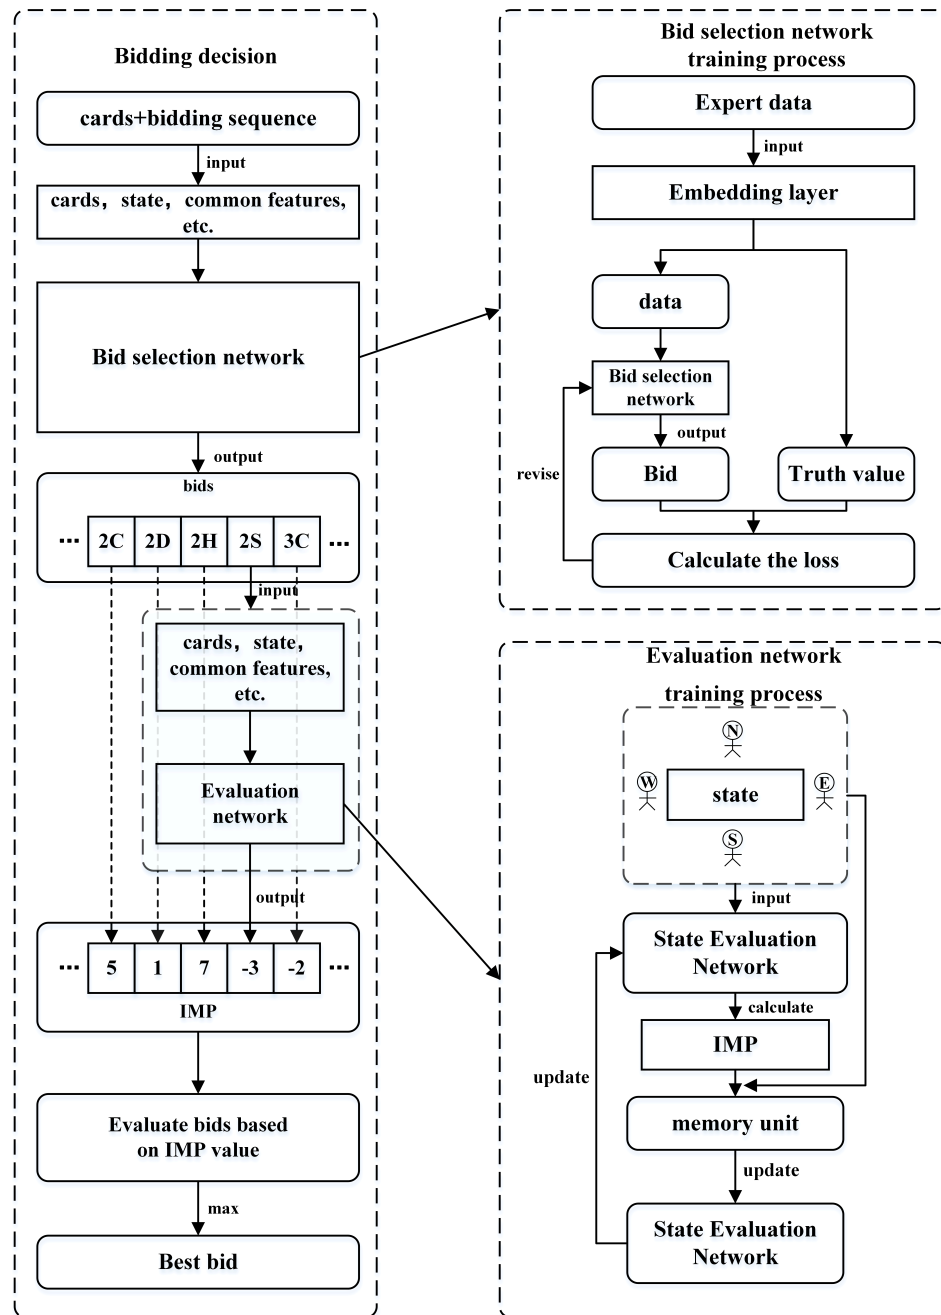 Bidding decision
cards+bidding sequence
input
cards，state，common features,
etc.
Bid selection network
output
bids
... 2C 2D 2H 2S 3C ...
input
cards，state，
common features,
etc.
Evaluation
network
output
... 5 1 7 -3 -2 ...
IMP
Evaluate bids based
on IMP value
max
Best bid
Bid selection network
training process
Expert data
input
Embedding layer
data
Bid selection
network
output
revise
Bid
Truth value
Calculate the loss
Evaluation network
training process
N
W
state
E
S
input
State Evaluation
Network
calculate
IMP
update
memory unit
update
State Evaluation
Network